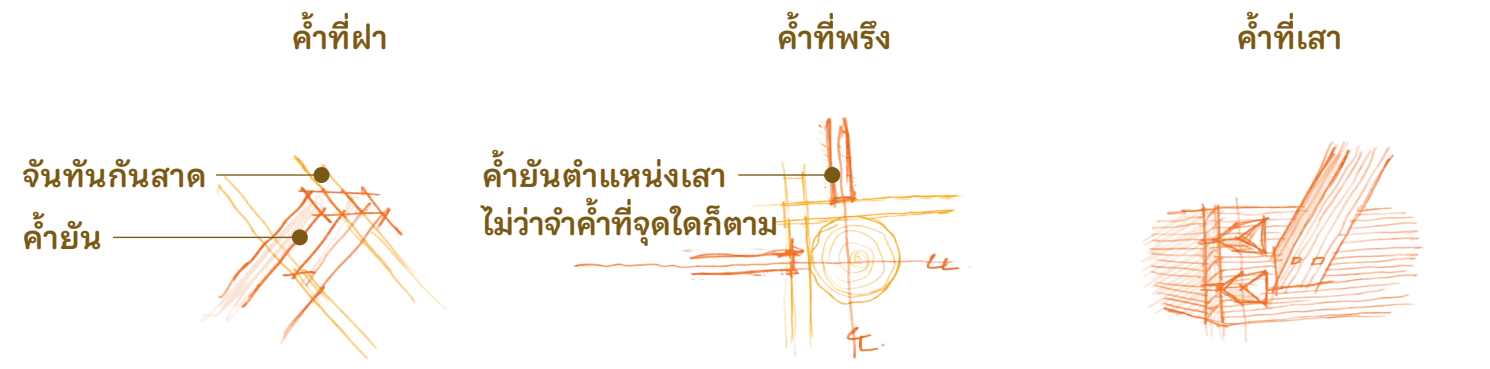 ค้ำที่ฝา
ค้ำที่พรึง
ค้ำที่เสา
จันทันกันสาด
ค้ำยัน
ค้ำยันตำแหน่งเสา
ไม่ว่าจำค้ำที่จุดใดก็ตาม